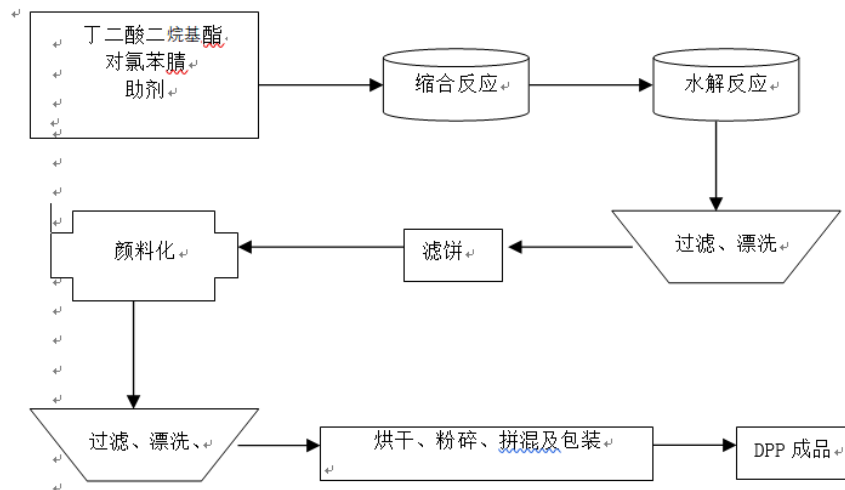 丁二酸二烷基酯
对氯苯腈
助剂
缩合反应
水解反应
过滤、漂洗
滤饼
颜料化
过滤、漂洗、
烘干、粉碎、拼混及包装
DPP 成品